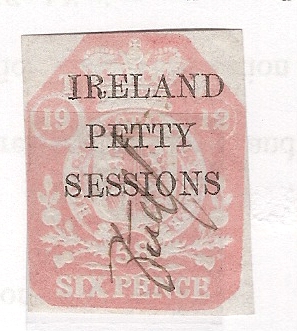 IRELAND
19 12
PETTY
SESSIONS
SIX PENCE